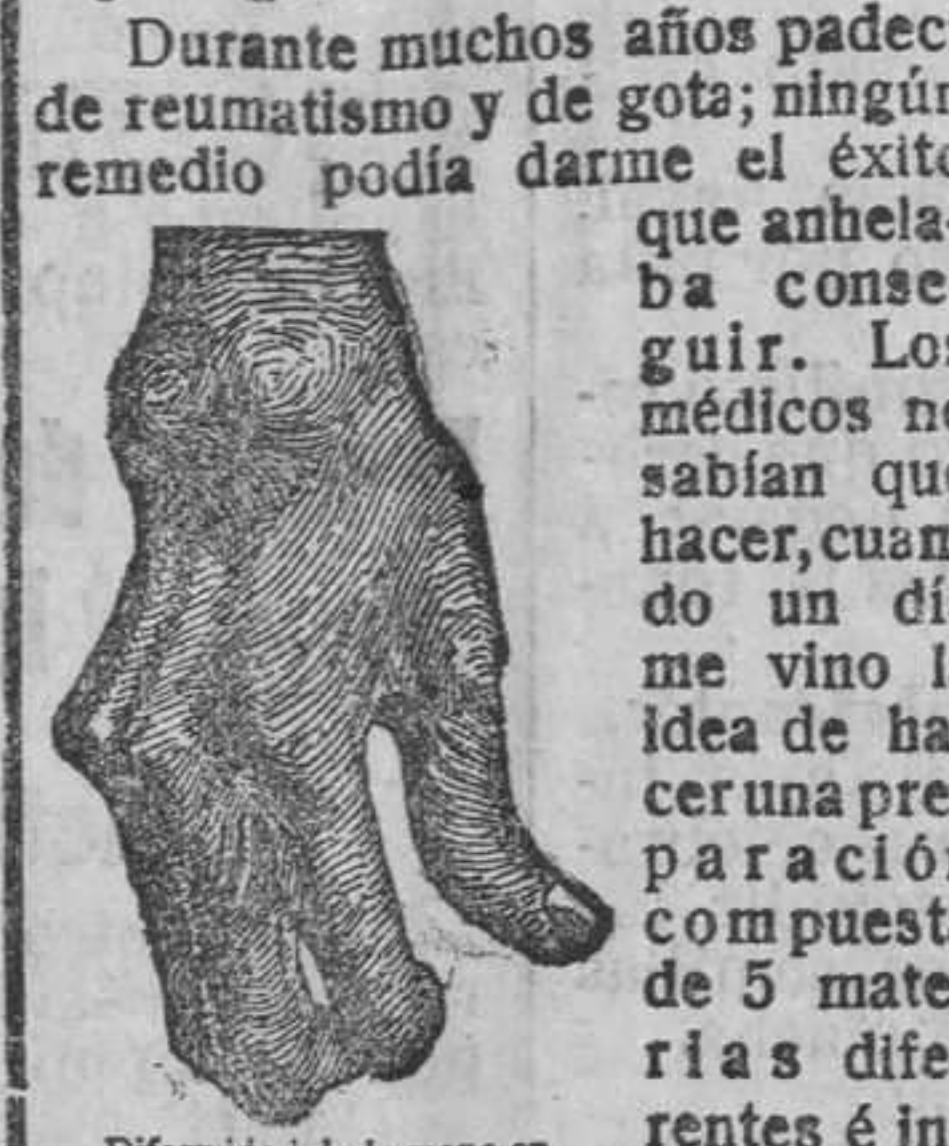 Durante muchos años padec
de reumatismo y de gota; ningún
remedio podía darme el éxito
que anhela-
ba conse-
guir. Los
médicos no
sabían qu
hacer, cuan
do un dí
me vino l
idea de ha
cer una pre
paración
compuest
de 5 mate
rias dife
rentes é in